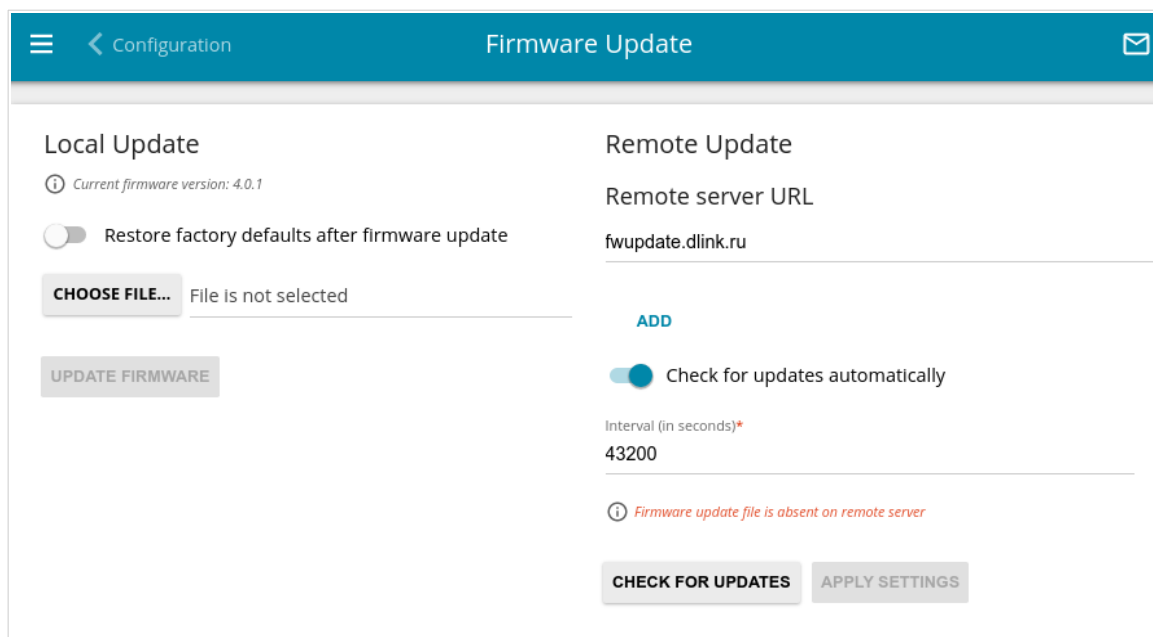 Configuration
Firmware Update
Local Update
Current firmware version: 4.0.1
Restore factory defaults after firmware update
CHOOSE FILE...
File is not selected
UPDATE FIRMWARE
Remote Update
Remote server URL
fwupdate.dlink.ru
ADD
Check for updates automatically
Interval (in seconds)*
43200
Firmware update file is absent on remote server
CHECK FOR UPDATES
APPLY SETTINGS